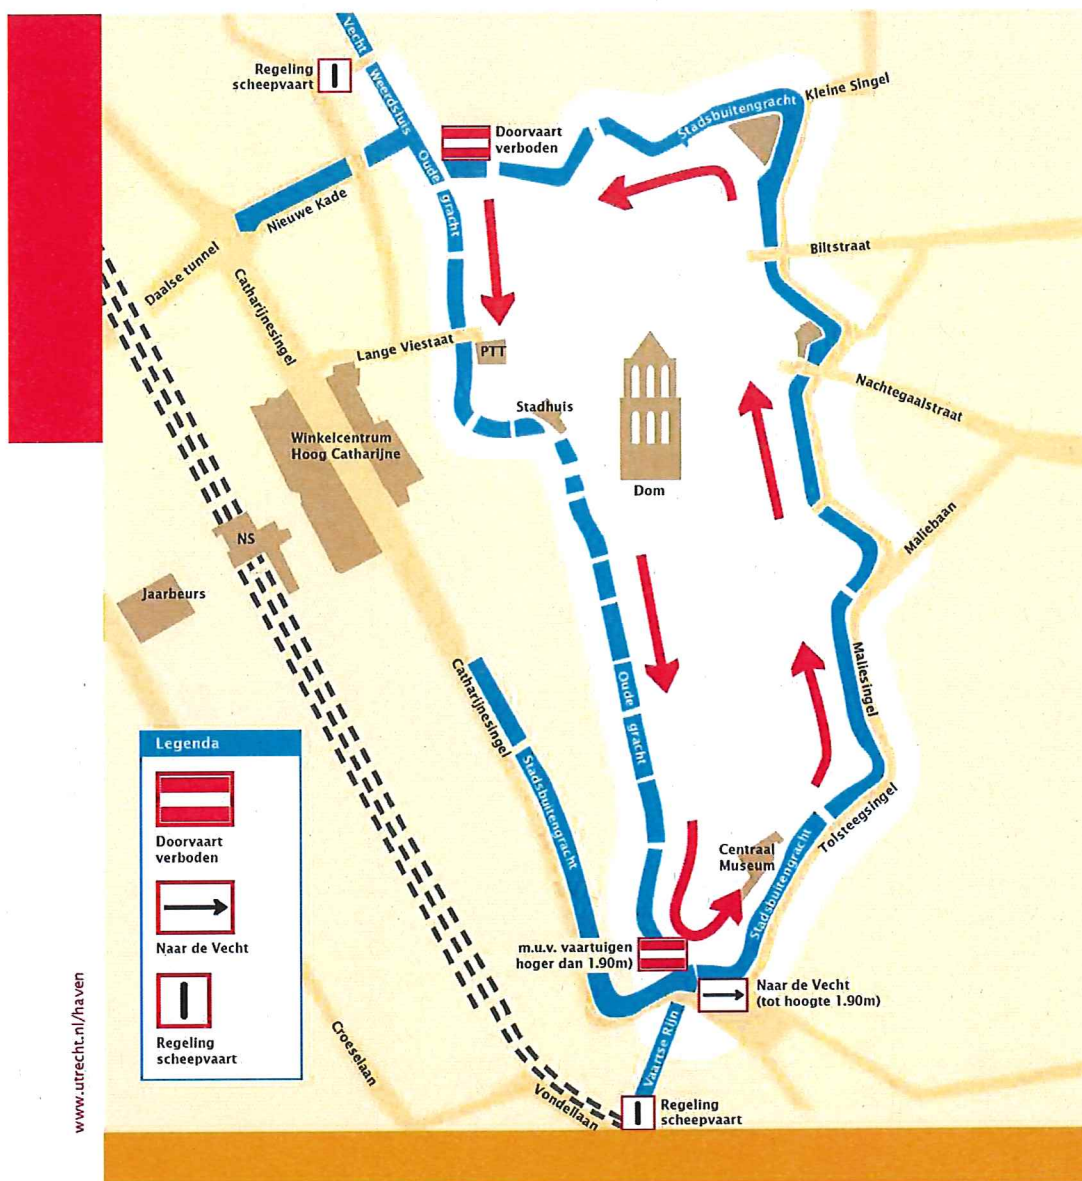 Vecht
Regeling
scheepvaart
Weerdsluis
Doorvaart
verboden
Stadsbuitengracht
Kleine Singel
Oude
gracht
Nieuwe Kade
Daalse tunnel
Catharijnesingel
Biltstraat
Lange Viestaat
PTT
Nachtegaalstraat
Stadhuis
Winkelcentrum
Hoog Catharijne
Dom
Maliebaan
NS
Jaarbeurs
Catharijnesingel
Oude
gracht
Maliesingel
Stadsbuitengracht
Tolsteegsingel
Centraal
Museum
Stadsbuitengracht
m.u.v. vaartuigen
hoger dan 1.90m)
Naar de Vecht
(tot hoogte 1.90m)
Vaartse Rijn
Croeselaan
Vondellaan
Regeling
scheepvaart
Legenda
Doorvaart
verboden
Naar de Vecht
Regeling
scheepvaart
www.utrecht.nl/haven